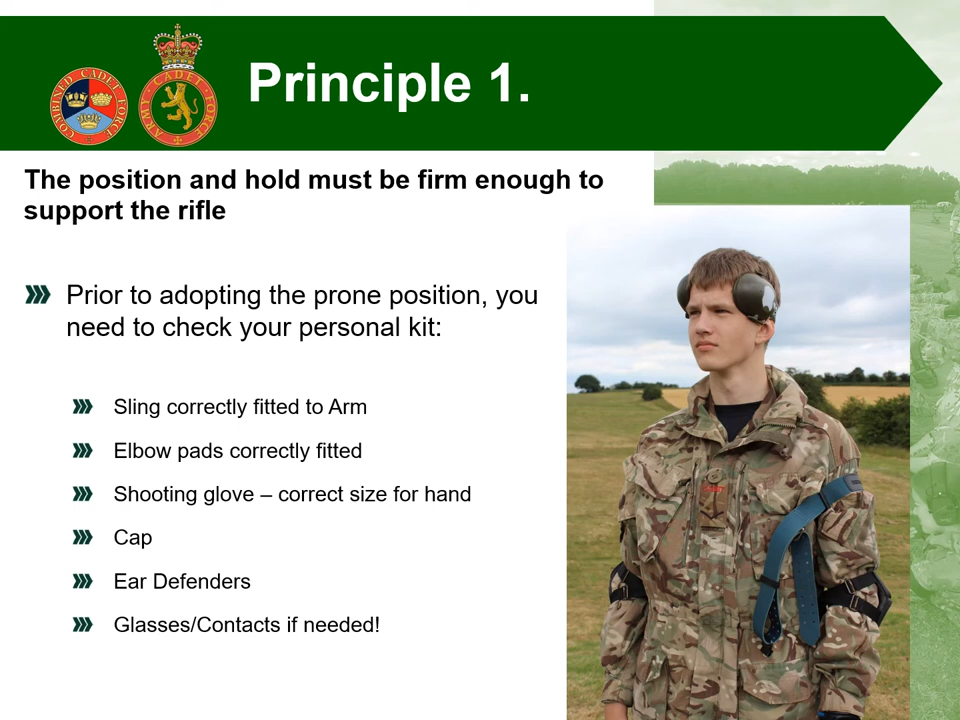 COMBINED CADET FORCE
ARMY CADET FORCE
Principle 1.
The position and hold must be firm enough to
support the rifle
Prior to adopting the prone position, you
need to check your personal kit:
Sling correctly fitted to Arm
Elbow pads correctly fitted
Shooting glove – correct size for hand
Cap
Ear Defenders
Glasses/Contacts if needed!